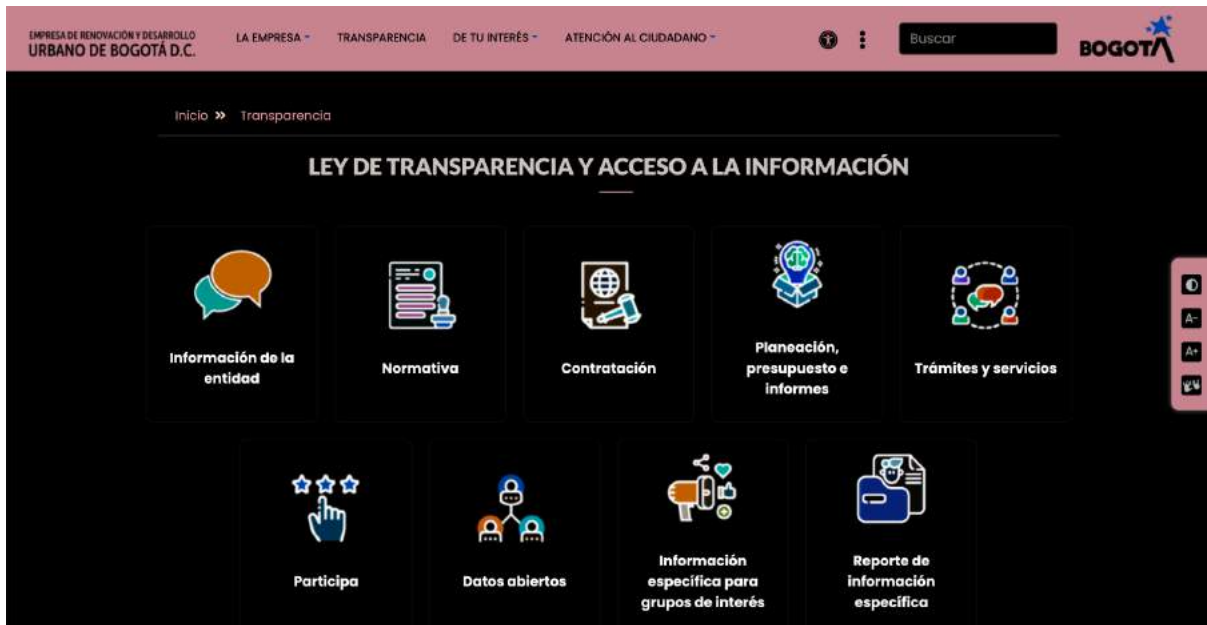 EMPRESA DE RENOVACIÓN Y DESARROLLO
URBANO DE BOGOTÁ D.C.
LA EMPRESA
TRANSPARENCIA
DE TU INTERÉS
ATENCIÓN AL CIUDADANO
Buscar
BOGOTÁ
Inicio » Transparencia
LEY DE TRANSPARENCIA Y ACCESO A LA INFORMACIÓN
Información de la
entidad
Normativa
Contratación
Planeación,
presupuesto e
informes
Trámites y servicios
A-
A+
Participa
Datos abiertos
Información
específica para
grupos de interés
Reporte de
información
específica